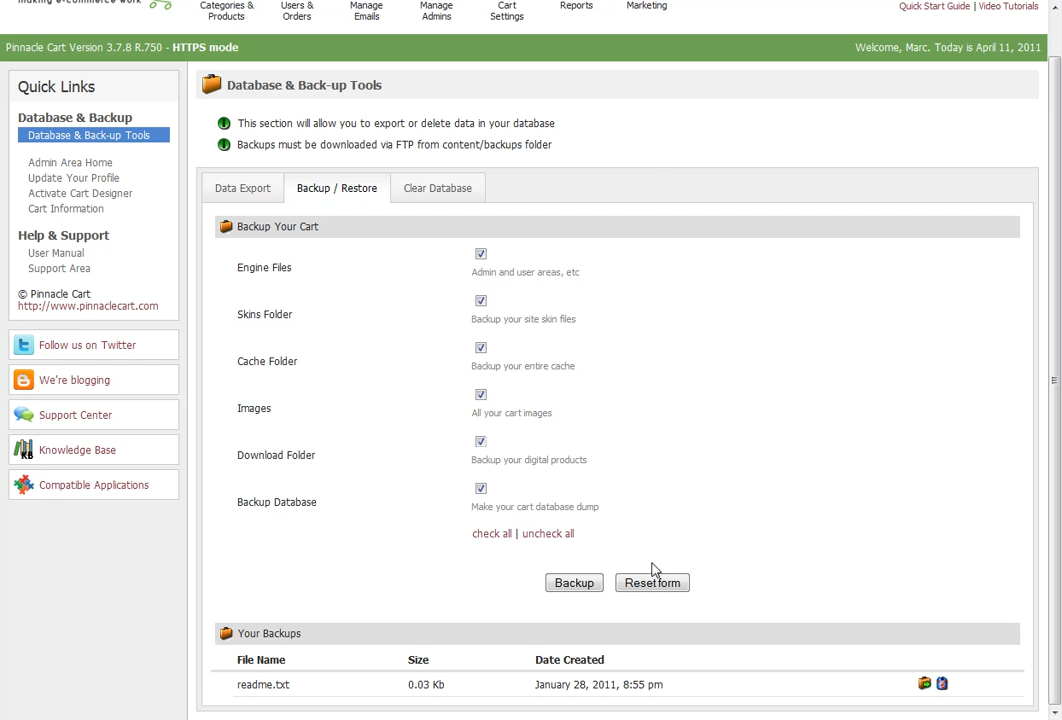 making e-commerce work
Categories & Products
Users & Orders
Manage Emails
Manage Admins
Cart Settings
Reports
Marketing
Quick Start Guide | Video Tutorials
Pinnacle Cart Version 3.7.8 R.750 - HTTPS mode
Welcome, Marc. Today is April 11, 2011
Quick Links
Database & Backup
Database & Back-up Tools
Admin Area Home
Update Your Profile
Activate Cart Designer
Cart Information
Help & Support
User Manual
Support Area
© Pinnacle Cart
http://www.pinnaclecart.com
Follow us on Twitter
We're blogging
Support Center
Knowledge Base
Compatible Applications
Database & Back-up Tools
This section will allow you to export or delete data in your database
Backups must be downloaded via FTP from content/backups folder
Data Export
Backup / Restore
Clear Database
Backup Your Cart
Engine Files
Admin and user areas, etc
Skins Folder
Backup your site skin files
Cache Folder
Backup your entire cache
Images
All your cart images
Download Folder
Backup your digital products
Backup Database
Make your cart database dump
check all | uncheck all
Backup
Reset form
Your Backups
File Name Size Date Created
readme.txt 0.03 Kb January 28, 2011, 8:55 pm